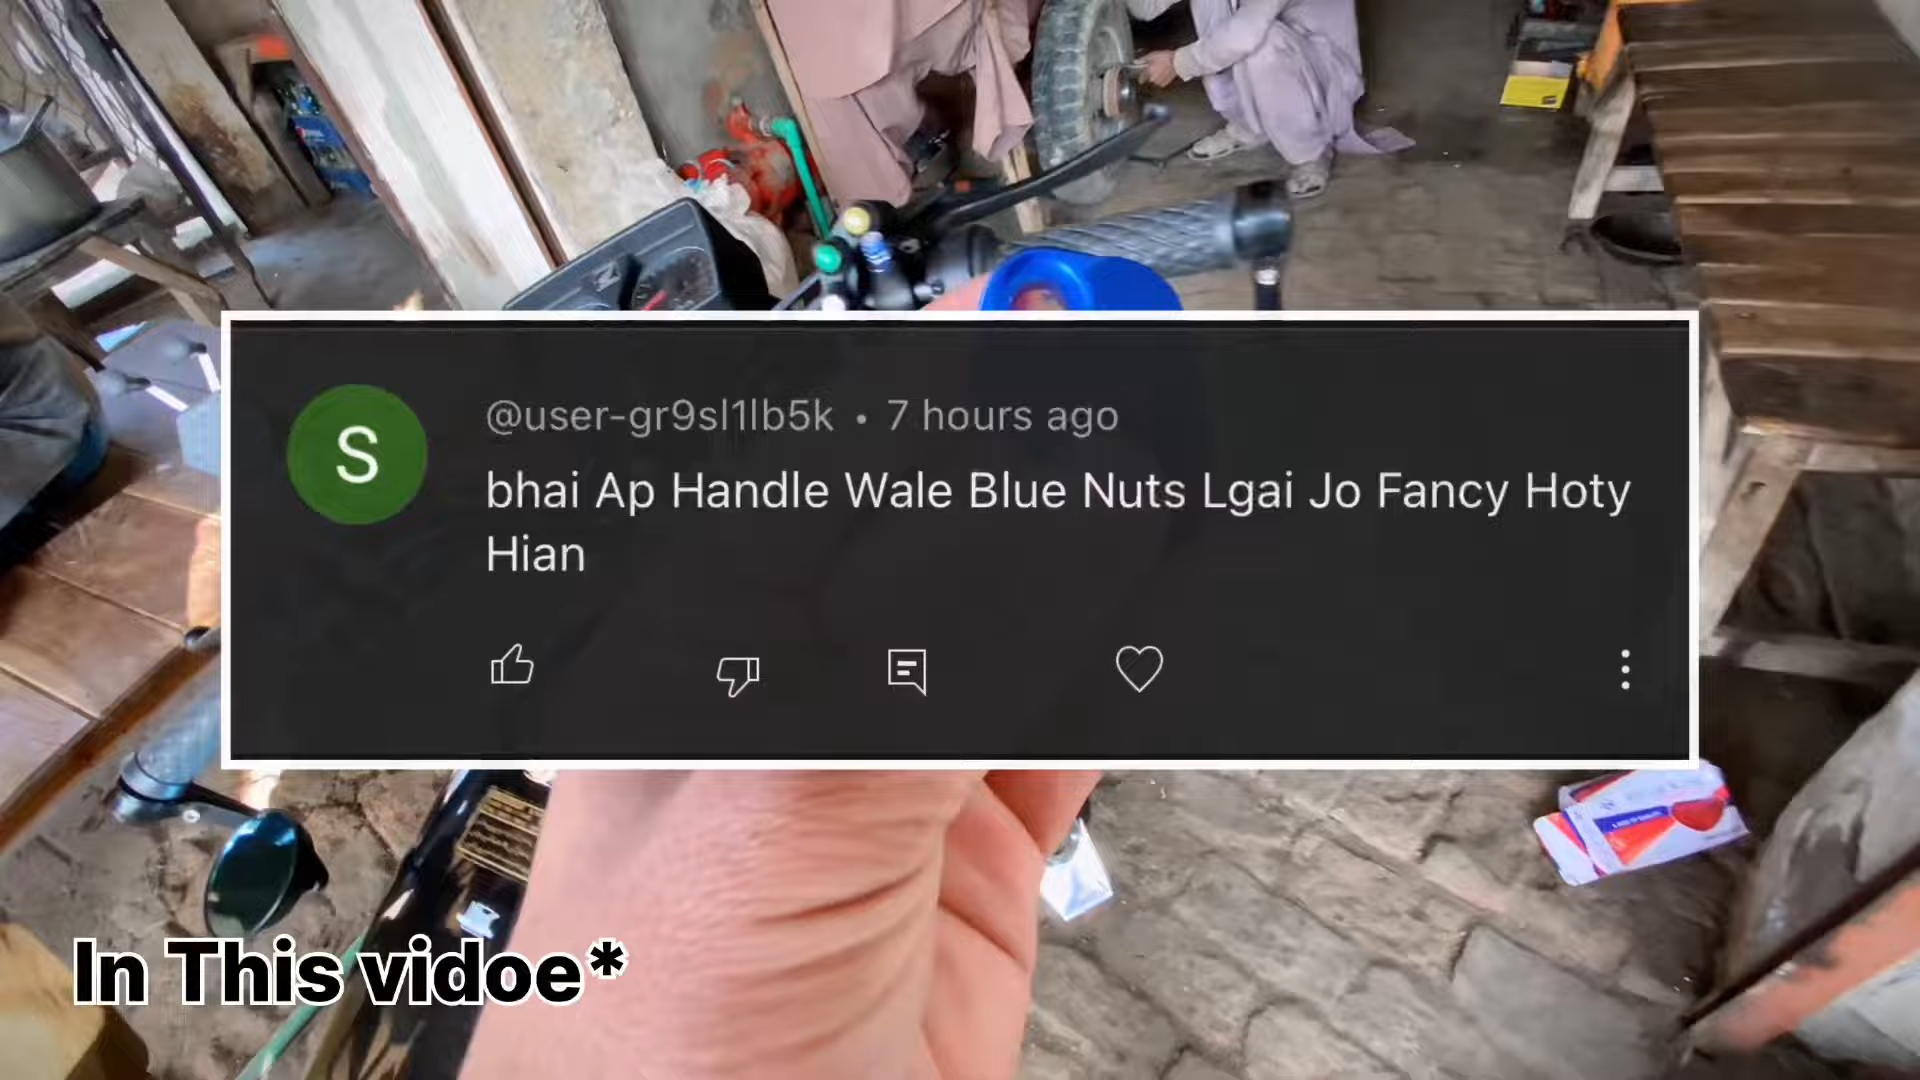 S
@user-gr9sl1lb5k • 7 hours ago
bhai Ap Handle Wale Blue Nuts Lgai Jo Fancy Hoty
Hian
In This vidoe*